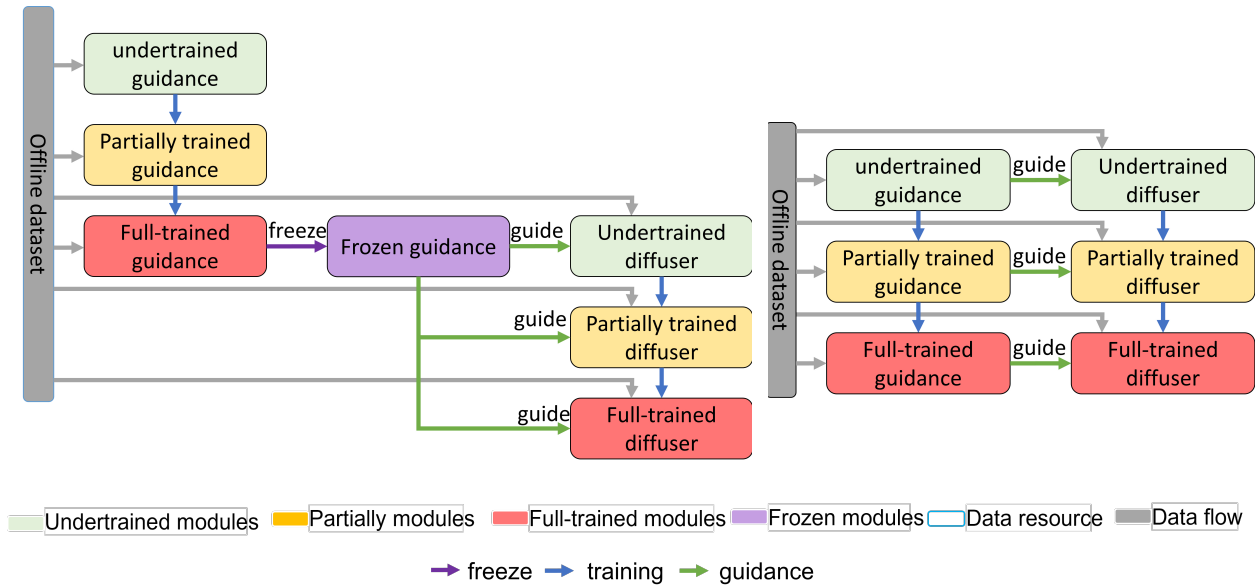 Offline dataset
undertrained
guidance
Partially trained
guidance
Full-trained
guidance
freeze
Frozen guidance
guide
Undertrained
diffuser
guide
Partially trained
diffuser
guide
Full-trained
diffuser
Offline dataset
undertrained
guidance
guide
Undertrained
diffuser
Partially trained
guidance
guide
Partially trained
diffuser
Full-trained
guidance
guide
Full-trained
diffuser
Undertrained modules
Partially modules
Full-trained modules
Frozen modules
Data resource
Data flow
freeze
training
guidance